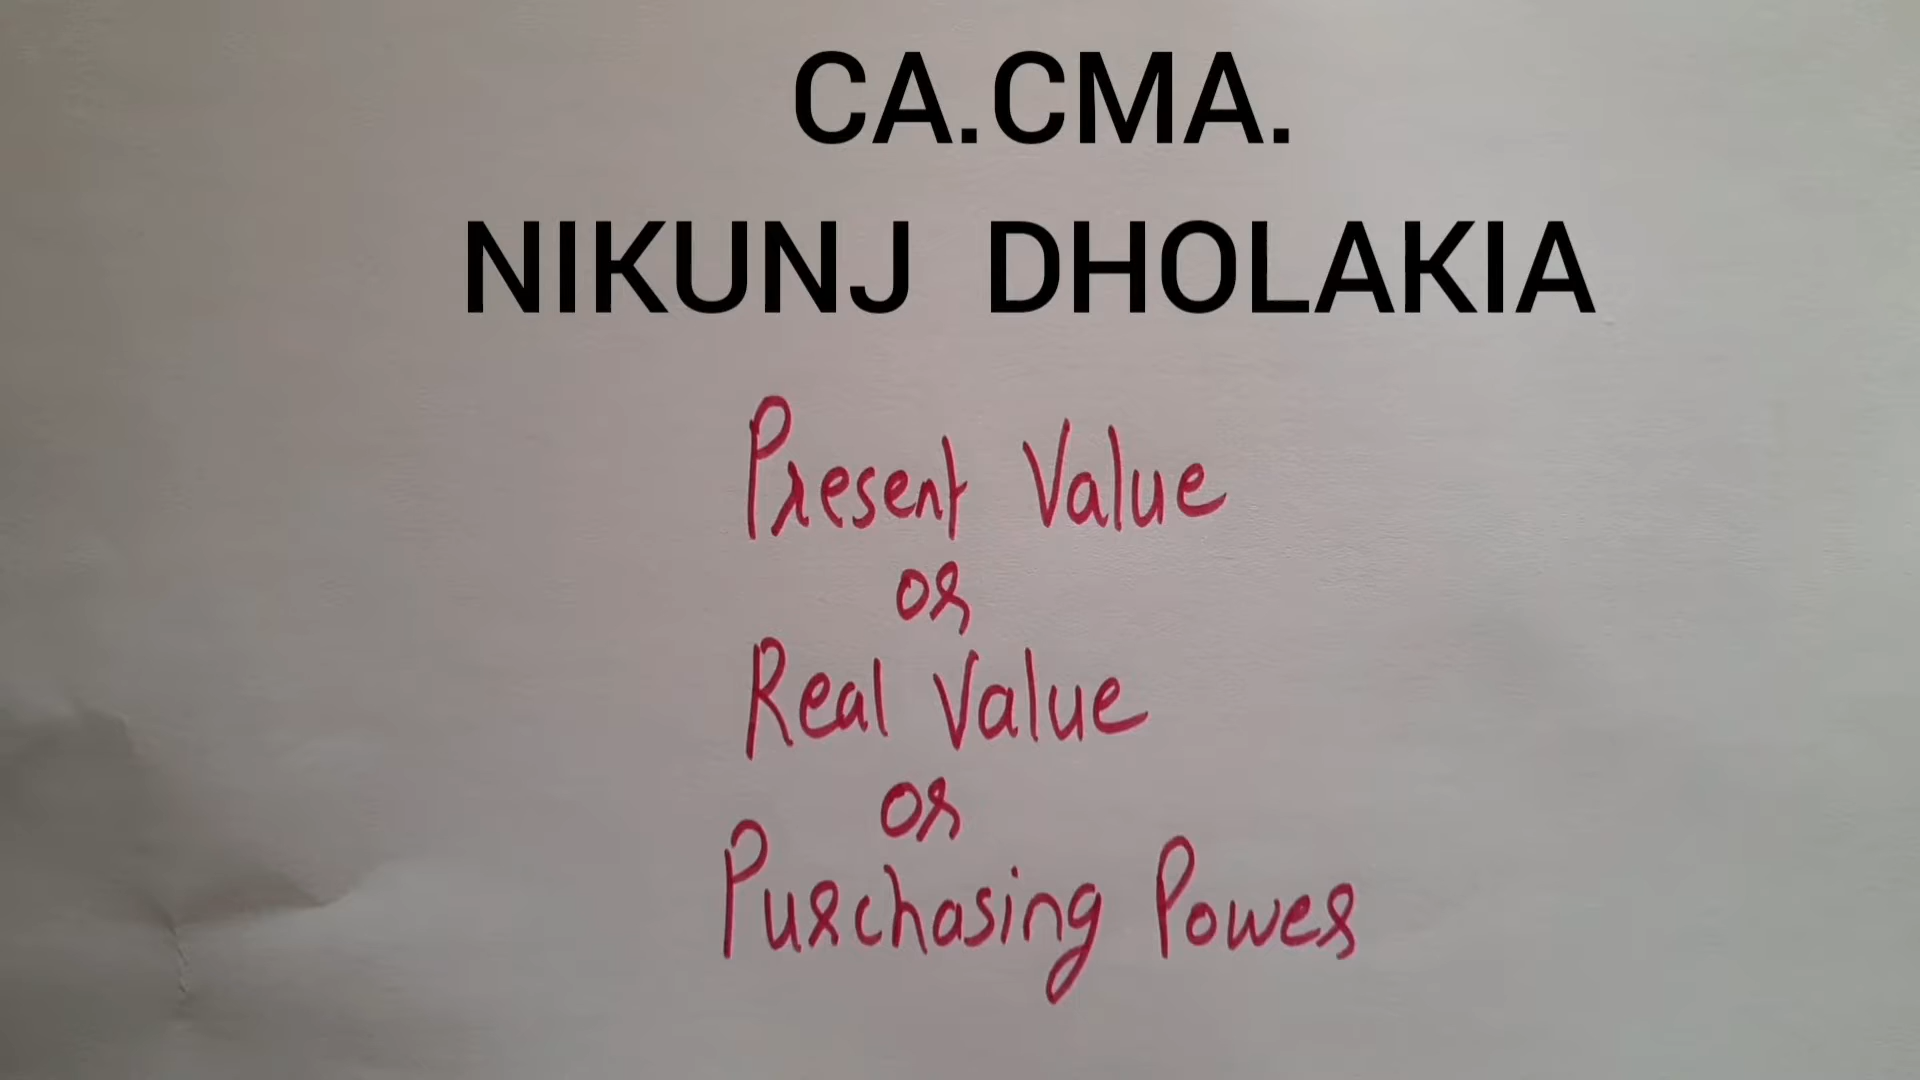 CA.CMA.
NIKUNJ DHOLAKIA
Present Value
or
Real Value
or
Purchasing Power